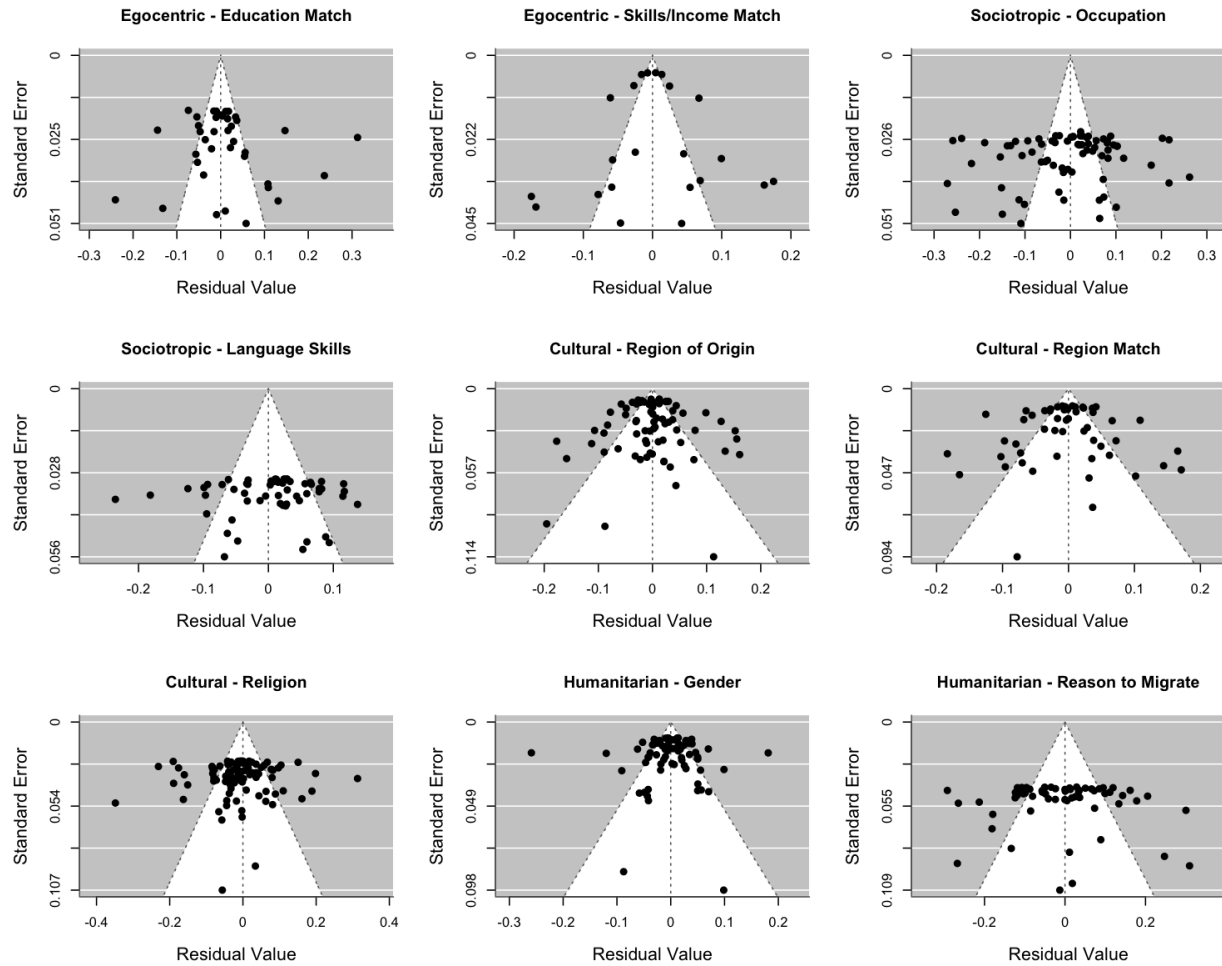 Egocentric - Education Match
Standard Error
0
0.025
0.051
-0.3 -0.2 -0.1 0 0.1 0.2 0.3
Residual Value
Egocentric - Skills/Income Match
Standard Error
0
0.022
0.045
-0.2 -0.1 0 0.1 0.2
Residual Value
Sociotropic - Occupation
Standard Error
0
0.026
0.051
-0.3 -0.2 -0.1 0 0.1 0.2 0.3
Residual Value
Sociotropic - Language Skills
Standard Error
0
0.028
0.056
-0.2 -0.1 0 0.1
Residual Value
Cultural - Region of Origin
Standard Error
0
0.057
0.114
-0.2 -0.1 0 0.1 0.2
Residual Value
Cultural - Region Match
Standard Error
0
0.047
0.094
-0.2 -0.1 0 0.1 0.2
Residual Value
Cultural - Religion
Standard Error
0
0.054
0.107
-0.4 -0.2 0 0.2 0.4
Residual Value
Humanitarian - Gender
Standard Error
0
0.049
0.098
-0.3 -0.2 -0.1 0 0.1 0.2
Residual Value
Humanitarian - Reason to Migrate
Standard Error
0
0.055
0.109
-0.2 0 0.2
Residual Value